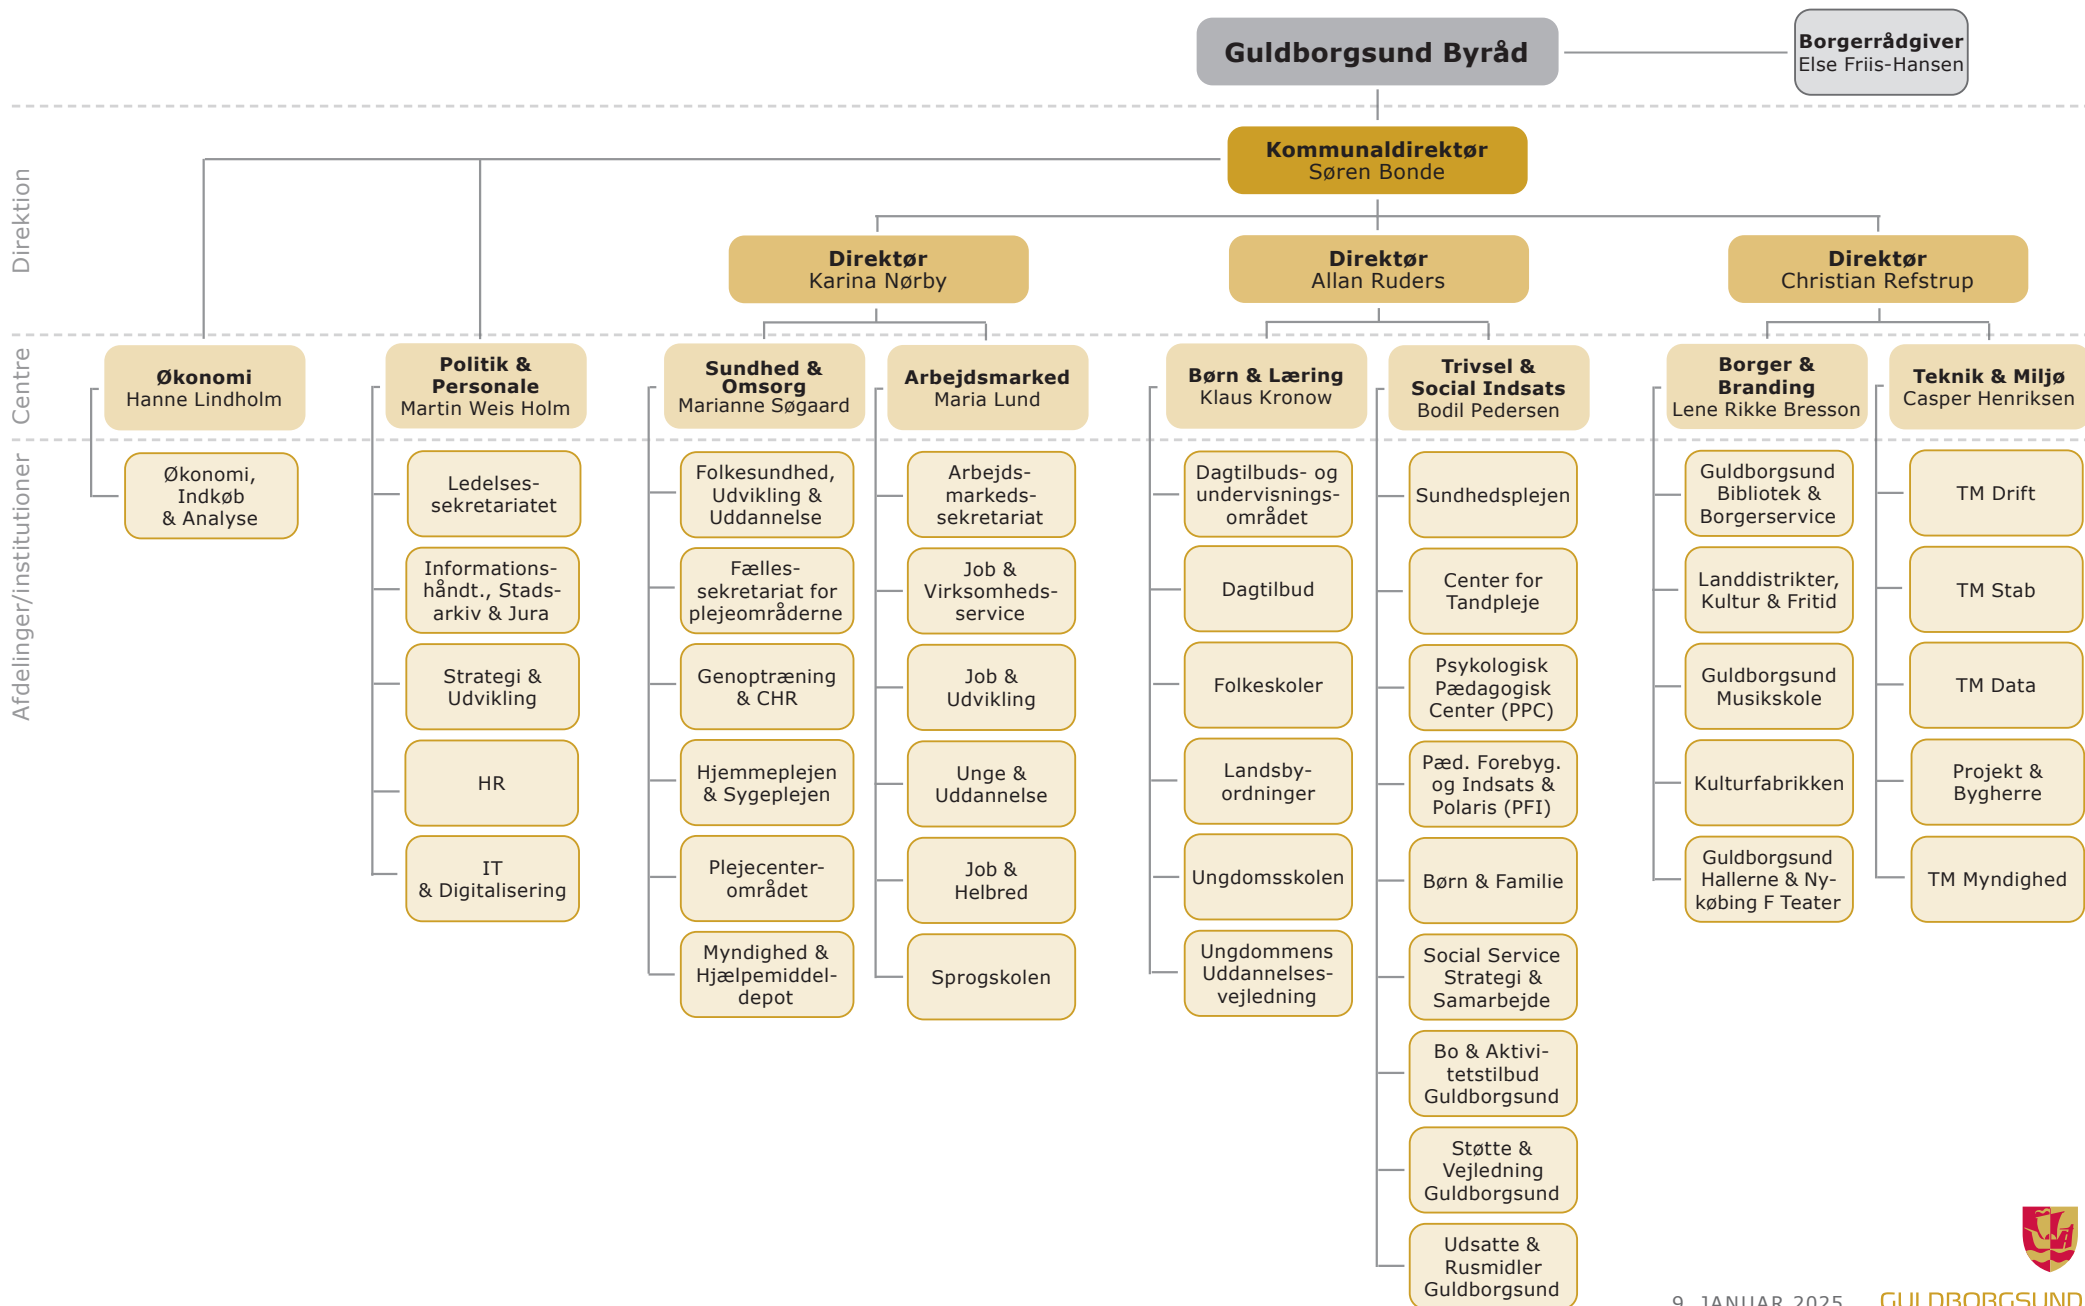 Guldborgsund Byråd
Borgerrådgiver
Else Friis-Hansen
Direktion
Kommunaldirektør
Søren Bonde
Direktør
Karina Nørby
Direktør
Allan Ruders
Direktør
Christian Refstrup
Centre
Økonomi
Hanne Lindholm
Politik &
Personale
Martin Weis Holm
Sundhed &
Omsorg
Marianne Søgaard
Arbejdsmarked
Maria Lund
Børn & Læring
Klaus Kronow
Trivsel &
Social Indsats
Bodil Pedersen
Borger &
Branding
Lene Rikke Bresson
Teknik & Miljø
Casper Henriksen
Afdelinger/institutioner
Økonomi,
Indkøb
& Analyse
Ledelses-
sekretariatet
Informations-
håndt., Stads-
arkiv & Jura
Strategi &
Udvikling
HR
IT
& Digitalisering
Folkesundhed,
Udvikling &
Uddannelse
Fælles-
sekretariat for
plejeområderne
Genoptræning
& CHR
Hjemmeplejen
& Sygeplejen
Plejecenter-
området
Myndighed &
Hjælpemiddel-
depot
Arbejds-
markeds-
sekretariat
Job &
Virksomheds-
service
Job &
Udvikling
Unge &
Uddannelse
Job &
Helbred
Sprogskolen
Dagtilbuds- og
undervisnings-
området
Dagtilbud
Folkeskoler
Landsby-
ordninger
Ungdomsskolen
Ungdommens
Uddannelses-
vejledning
Sundhedsplejen
Center for
Tandpleje
Psykologisk
Pædagogisk
Center (PPC)
Pæd. Forebyg.
og Indsats &
Polaris (PFI)
Børn & Familie
Social Service
Strategi &
Samarbejde
Bo & Aktivi-
tetstilbud
Guldborgsund
Støtte &
Vejledning
Guldborgsund
Udsatte &
Rusmidler
Guldborgsund
Guldborgsund
Bibliotek &
Borgerservice
Landdistrikter,
Kultur & Fritid
Guldborgsund
Musikskole
Kulturfabrikken
Guldborgsund
Hallerne & Ny-
købing F Teater
TM Drift
TM Stab
TM Data
Projekt &
Bygherre
TM Myndighed
9. JANUAR 2025
GULDBORGSUND